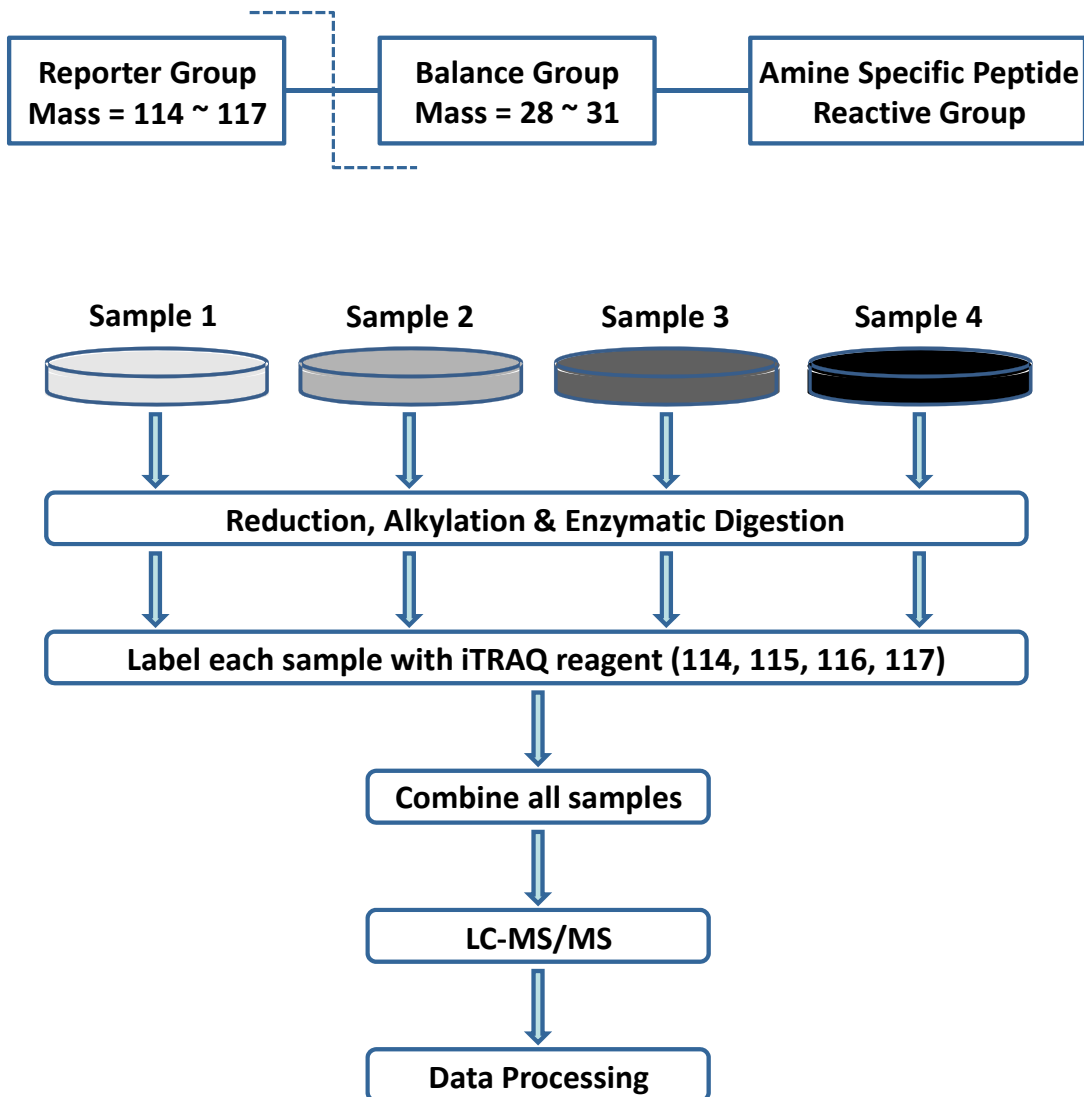 Reporter Group
Mass = 114 ~ 117
Balance Group
Mass = 28 ~ 31
Amine Specific Peptide
Reactive Group
Sample 1
Sample 2
Sample 3
Sample 4
Reduction, Alkylation & Enzymatic Digestion
Label each sample with iTRAQ reagent (114, 115, 116, 117)
Combine all samples
LC-MS/MS
Data Processing